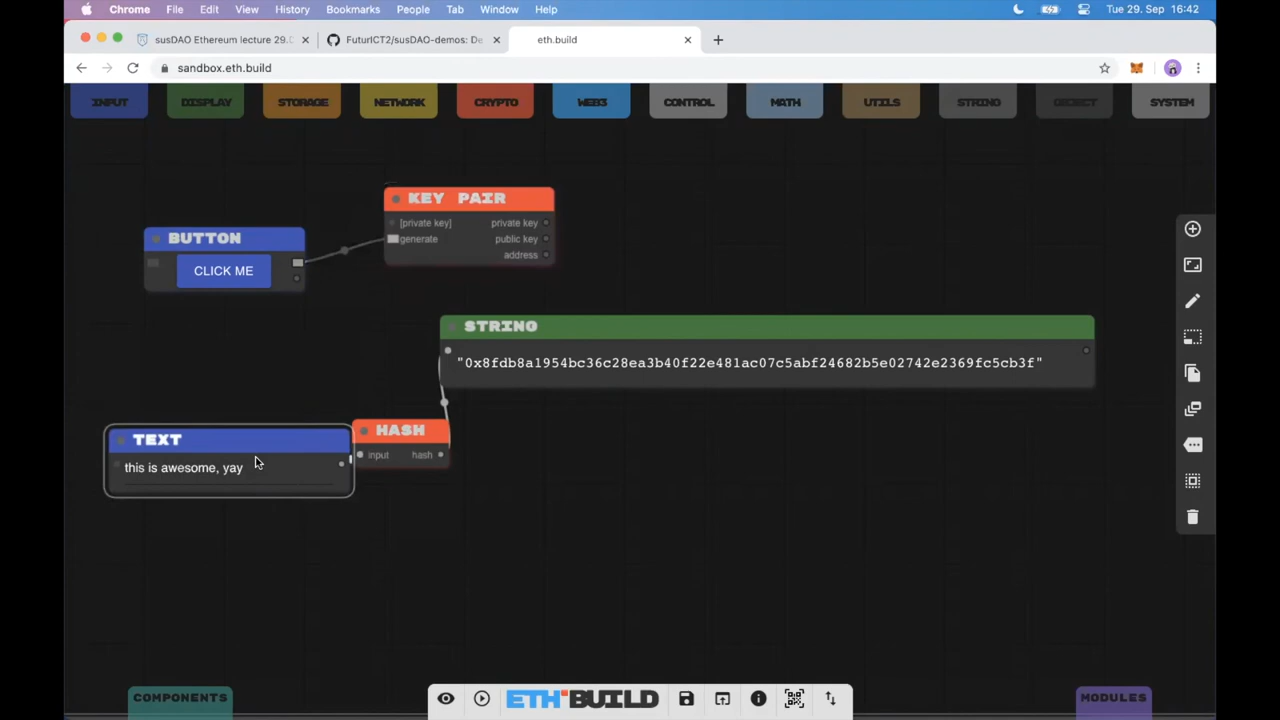 Chrome File Edit View History Bookmarks People Tab Window Help Tue 29. Sep 16:42
susDAO Ethereum lecture 29. FuturICT2/susDAO-demos: De eth.build
sandbox.eth.build
INPUT DISPLAY STORAGE NETWORK CRYPTO WEB3 CONTROL MATH UTILS STRING OBJECT SYSTEM
KEY PAIR
[private key] private key
generate public key
address
BUTTON
CLICK ME
STRING
"0x8fdb8a1954bc36c28ea3b40f22e481ac07c5abf24682b5e02742e2369fc5cb3f"
HASH
input hash
TEXT
this is awesome, yay
COMPONENTS
ETH BUILD
MODULES